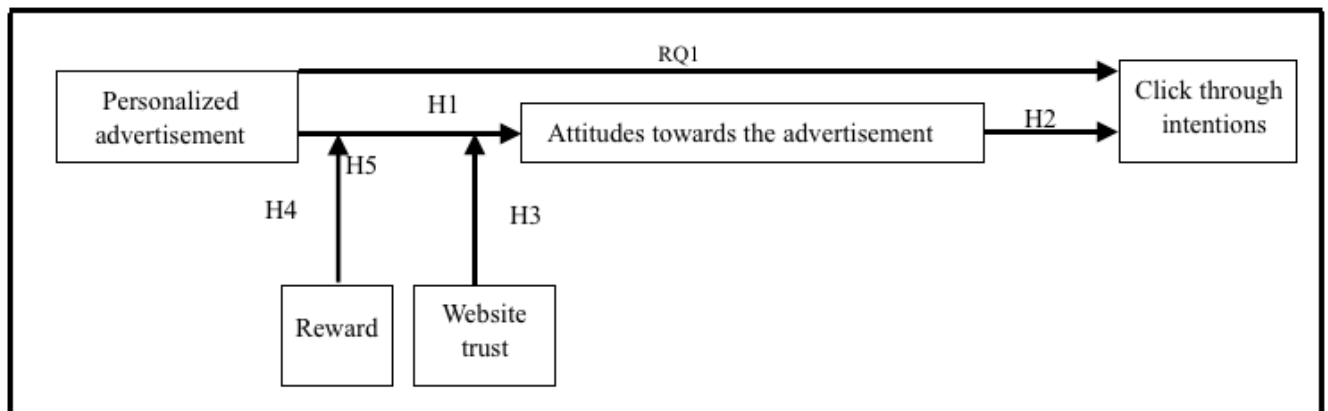 RQ1
Personalized
advertisement
H1
Attitudes towards the advertisement
H2
Click through
intentions
H5
H4
H3
Reward
Website
trust